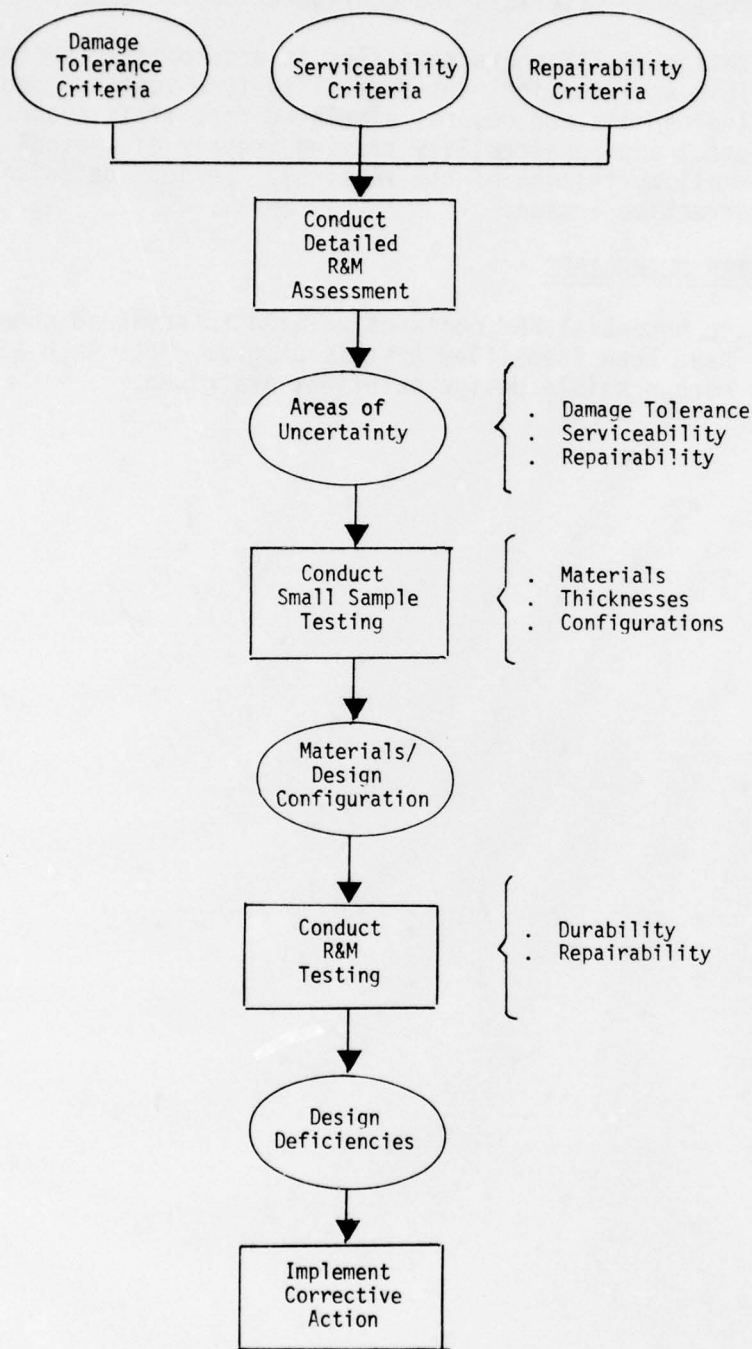 Damage
Tolerance
Criteria
Serviceability
Criteria
Repairability
Criteria
Conduct
Detailed
R&M
Assessment
Areas of
Uncertainty
. Damage Tolerance
. Serviceability
. Repairability
Conduct
Small Sample
Testing
. Materials
. Thicknesses
. Configurations
Materials/
Design
Configuration
Conduct
R&M
Testing
. Durability
. Repairability
Design
Deficiencies
Implement
Corrective
Action